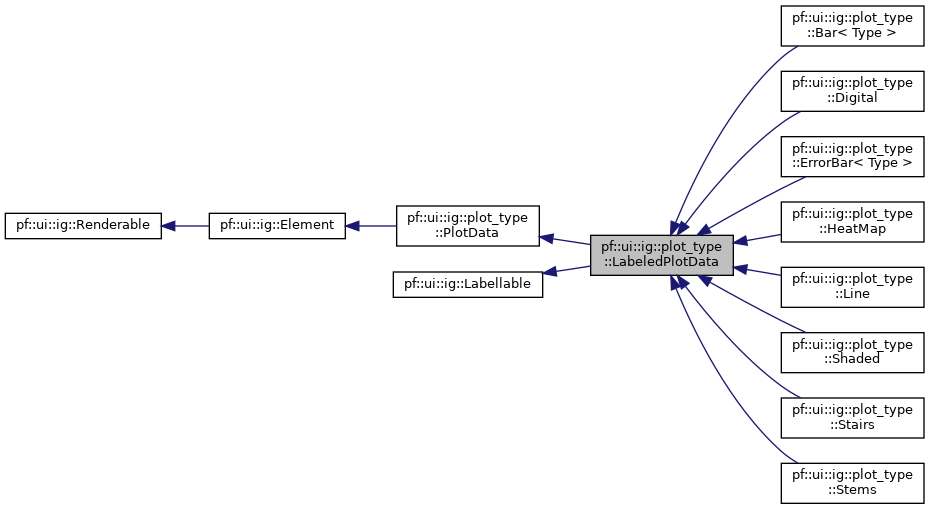 pf::ui::ig::Renderable
pf::ui::ig::Element
pf::ui::ig::plot_type
::PlotData
pf::ui::ig::Labellable
pf::ui::ig::plot_type
::LabeledPlotData
pf::ui::ig::plot_type
::Bar< Type >
pf::ui::ig::plot_type
::Digital
pf::ui::ig::plot_type
::ErrorBar< Type >
pf::ui::ig::plot_type
::HeatMap
pf::ui::ig::plot_type
::Line
pf::ui::ig::plot_type
::Shaded
pf::ui::ig::plot_type
::Stairs
pf::ui::ig::plot_type
::Stems